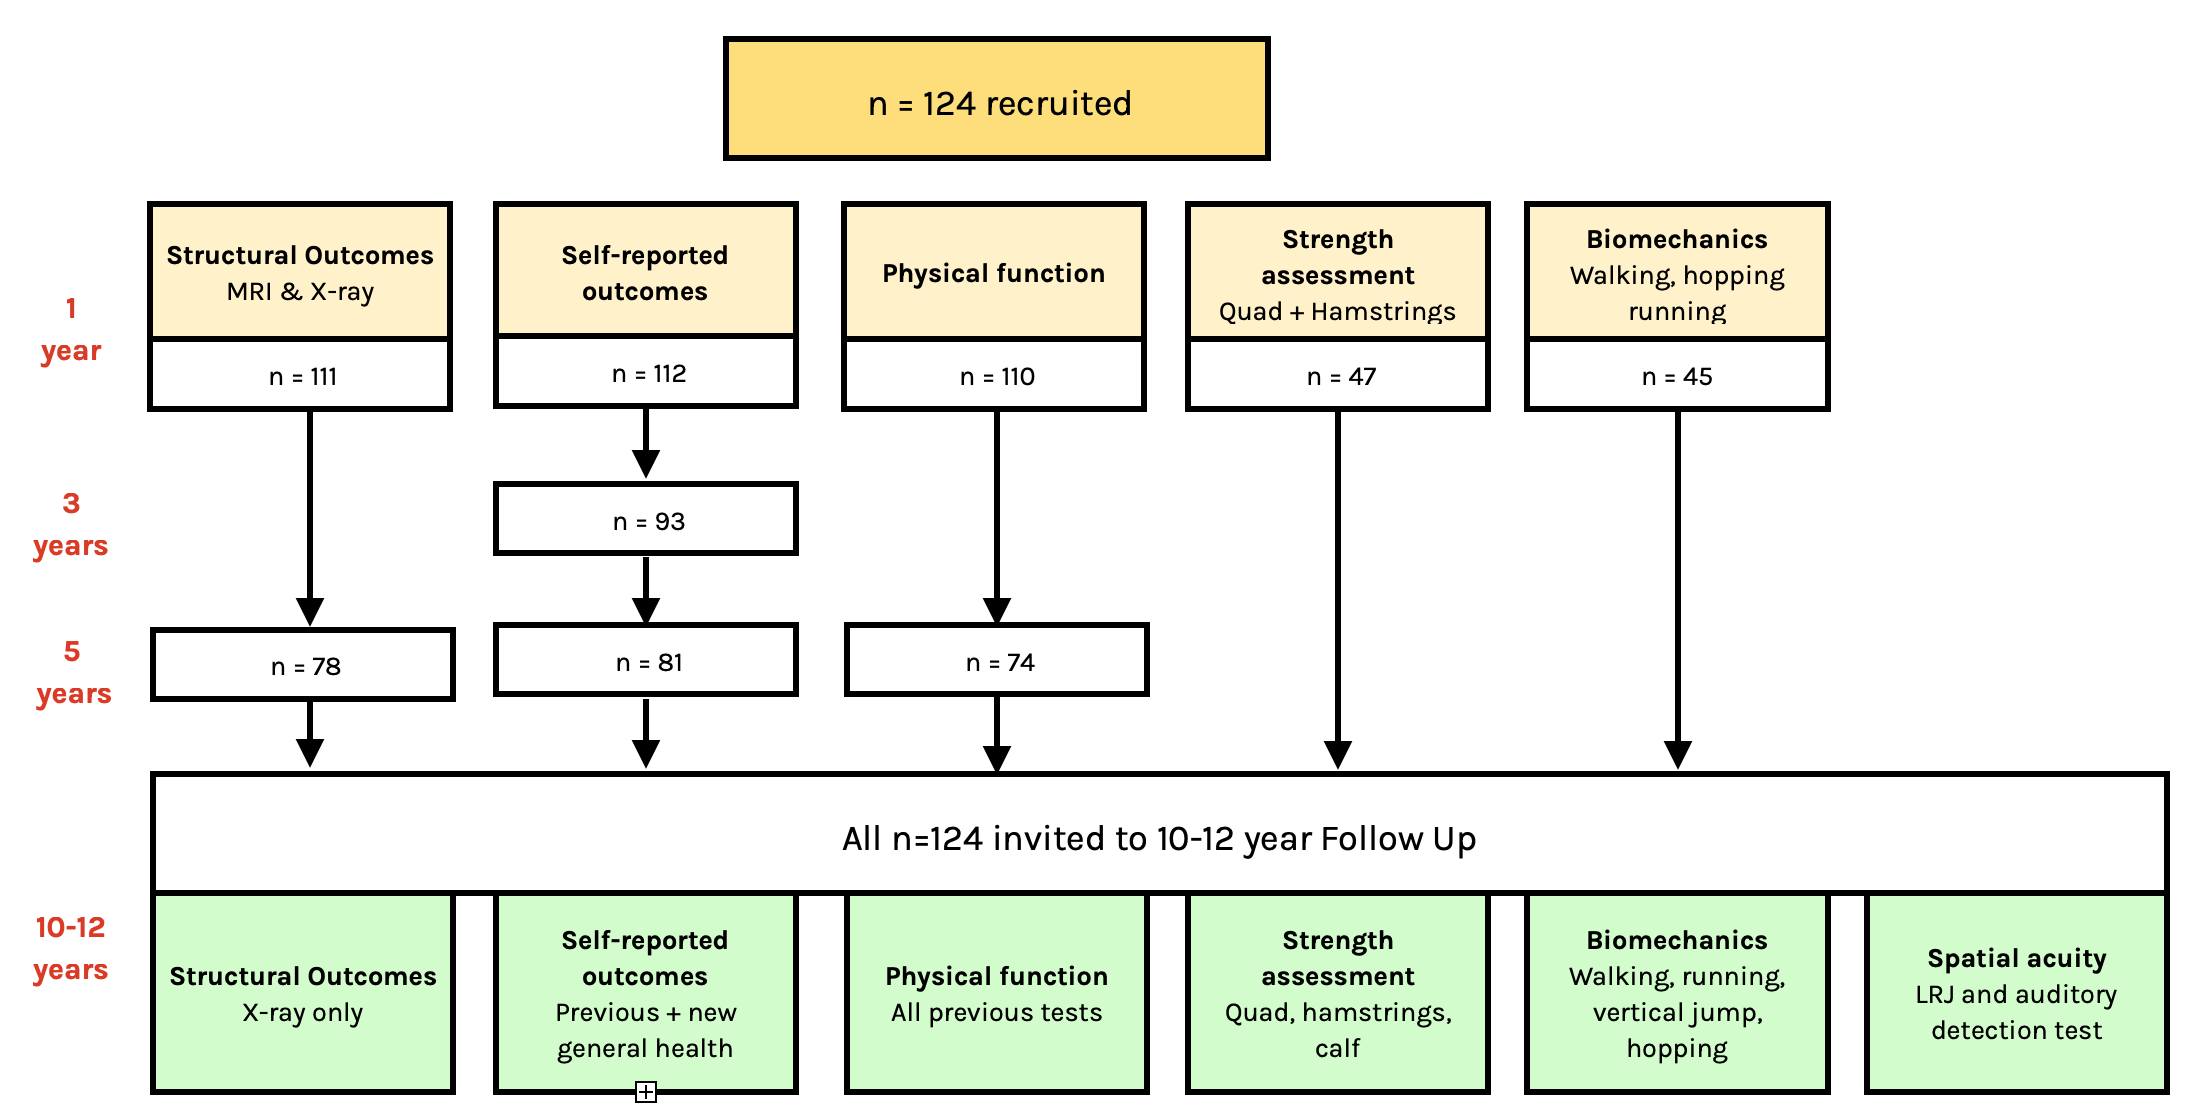 n = 124 recruited
1
year
Structural Outcomes
MRI & X-ray
n = 111
Self-reported
outcomes
n = 112
Physical function
n = 110
Strength
assessment
Quad + Hamstrings
n = 47
Biomechanics
Walking, hopping
running
n = 45
3
years
n = 93
5
years
n = 78
n = 81
n = 74
All n=124 invited to 10-12 year Follow Up
10-12
years
Structural Outcomes
X-ray only
Self-reported
outcomes
Previous + new
general health
Physical function
All previous tests
Strength
assessment
Quad, hamstrings,
calf
Biomechanics
Walking, running,
vertical jump,
hopping
Spatial acuity
LRJ and auditory
detection test